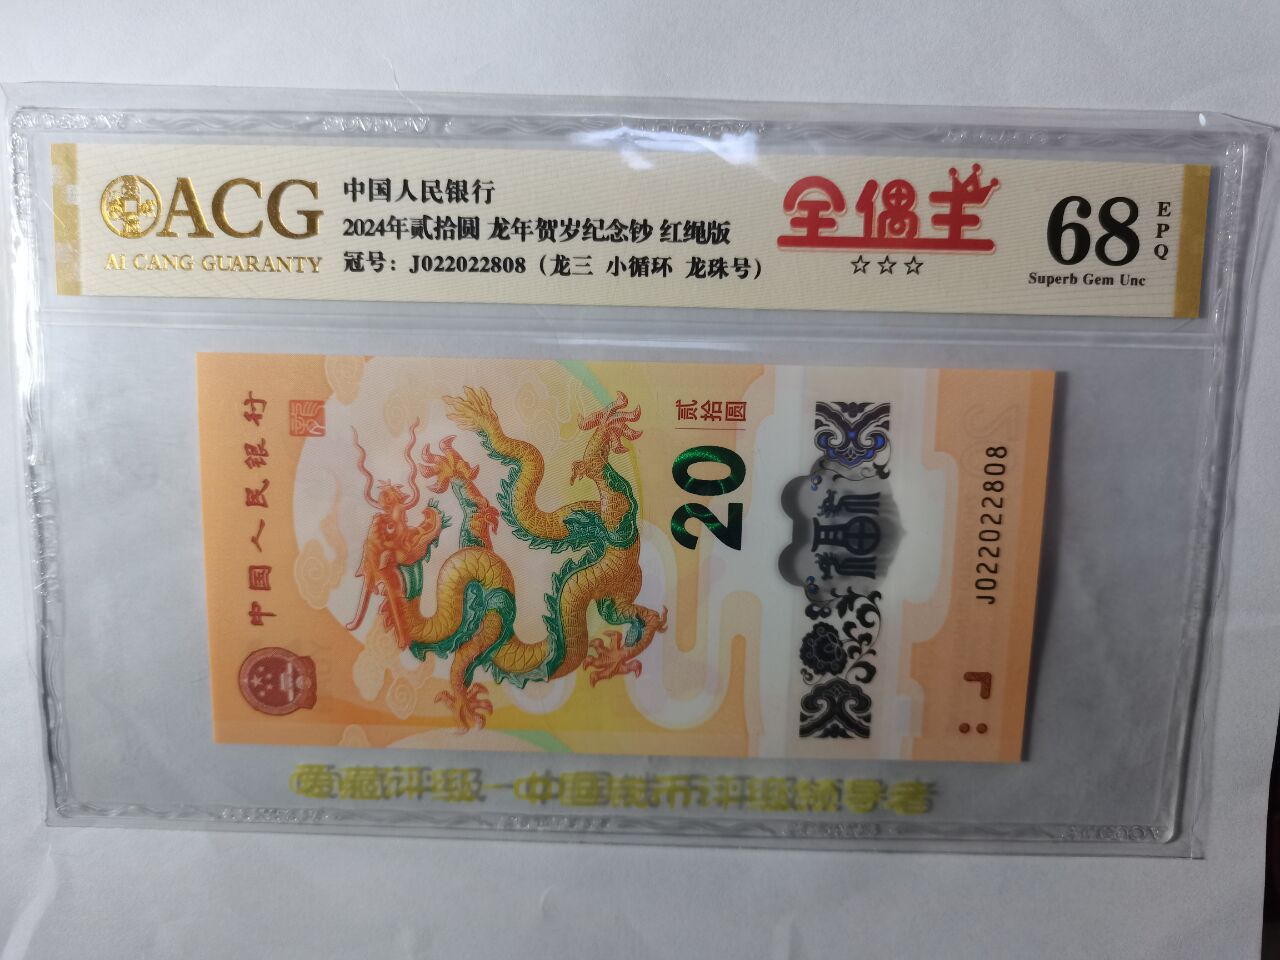 ACG
AI CANG GUARANTY
中国人民银行
2024年贰拾圆 龙年贺岁纪念钞 红绳版
冠号：J022022808（龙三 小循环 龙珠号）
全偶王
☆☆☆
68
EPQ
Superb Gem Unc
中国人民银行
贰拾圆
20
J022022808
爱藏评级-中国钱币评级领导者